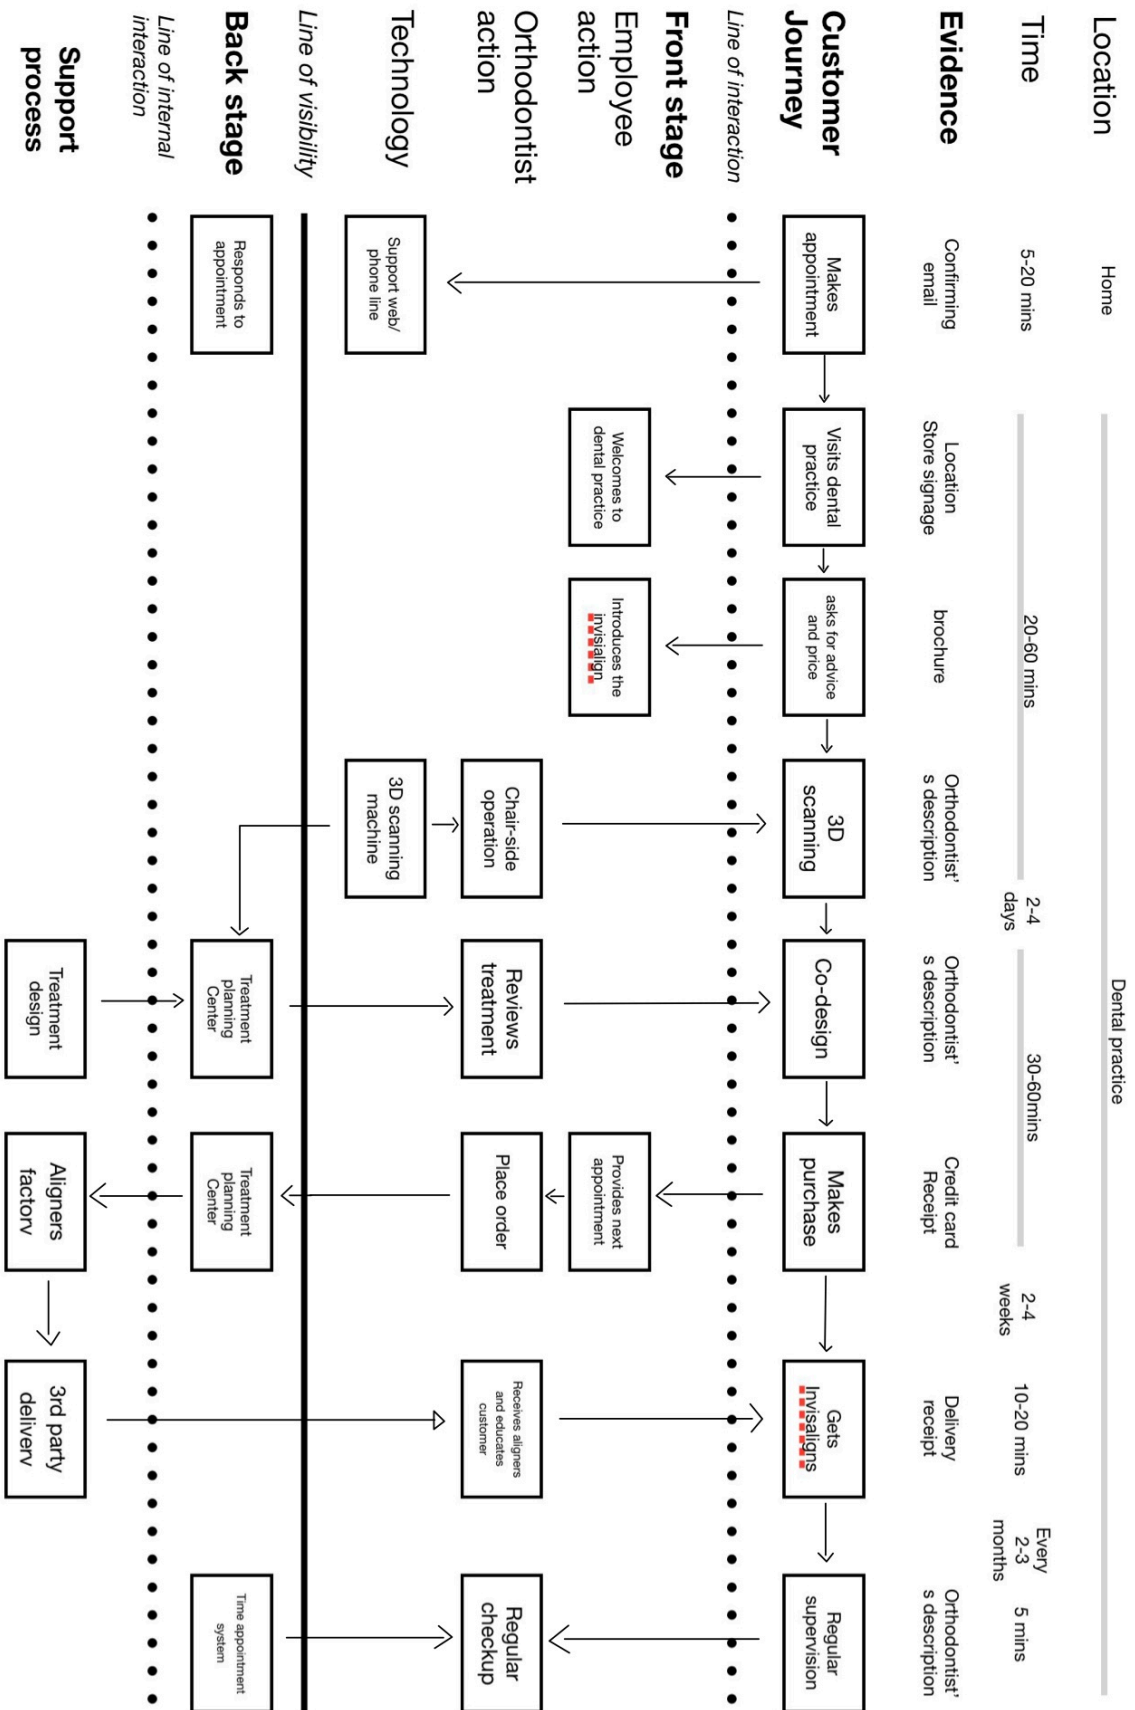 Location
Home
Dental practice
Time
5-20 mins
20-60 mins
2-4
days
30-60mins
2-4
weeks
10-20 mins
Every
2-3
months
5 mins
Evidence
Confirming
email
Location
Store signage
brochure
Orthodontist'
s description
Orthodontist'
s description
Credit card
Receipt
Delivery
receipt
Orthodontist'
s description
Customer
Journey
Makes
appointment
Visits dental
practice
asks for advice
and price
3D
scanning
Co-design
Makes
purchase
Gets
Invisaligns
Regular
supervision
Line of interaction
Front stage
Employee
action
Welcomes to
dental practice
Introduces the
invisialign
Provides next
appointment
Orthodontist
action
Chair-side
operation
Reviews
treatment
Place order
Receives aligners
and educates
customer
Regular
checkup
Technology
Support web/
phone line
3D scanning
machine
Line of visibility
Back stage
Responds to
appointment
Treatment
planning
Center
Treatment
planning
Center
Time appointment
system
Line of internal
interaction
Support
process
Treatment
design
Aligners
factory
3rd party
delivery